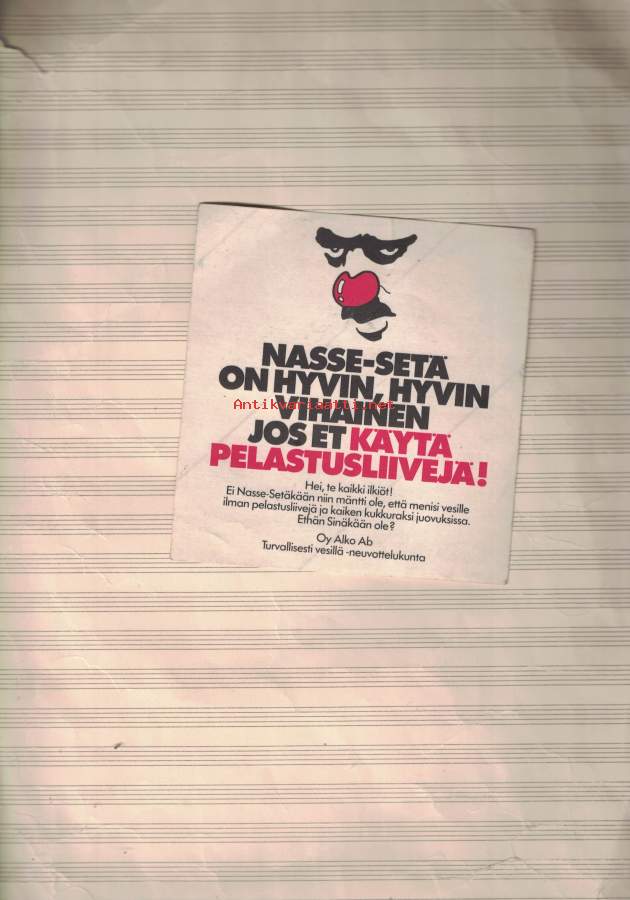 NASSE-SETÄ
ON HYVIN, HYVIN
VIHAINEN
JOS ET KÄYTÄ
PELASTUSLIIVEJÄ!
Hei, te kaikki ilkiöt!
Ei Nasse-Setäkään niin mäntti ole, että menisi vesille
ilman pelastusliivejä ja kaiken kukkuraksi juovuksissa.
Ethän Sinäkään ole?
Oy Alko Ab
Turvallisesti vesillä -neuvottelukunta
Antikvariaatti.net